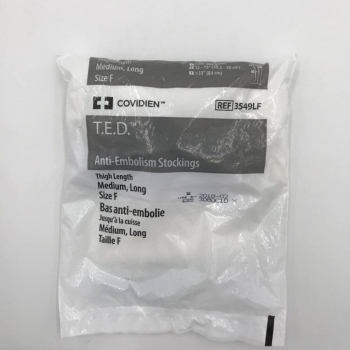 Medium, Long
Size F
COVIDIEN™
REF 3549LF
T.E.D.™
Anti-Embolism Stockings
Thigh Length
Medium, Long
Size F
Bas anti-embolie
Jusqu'à la cuisse
Médium, Long
Taille F